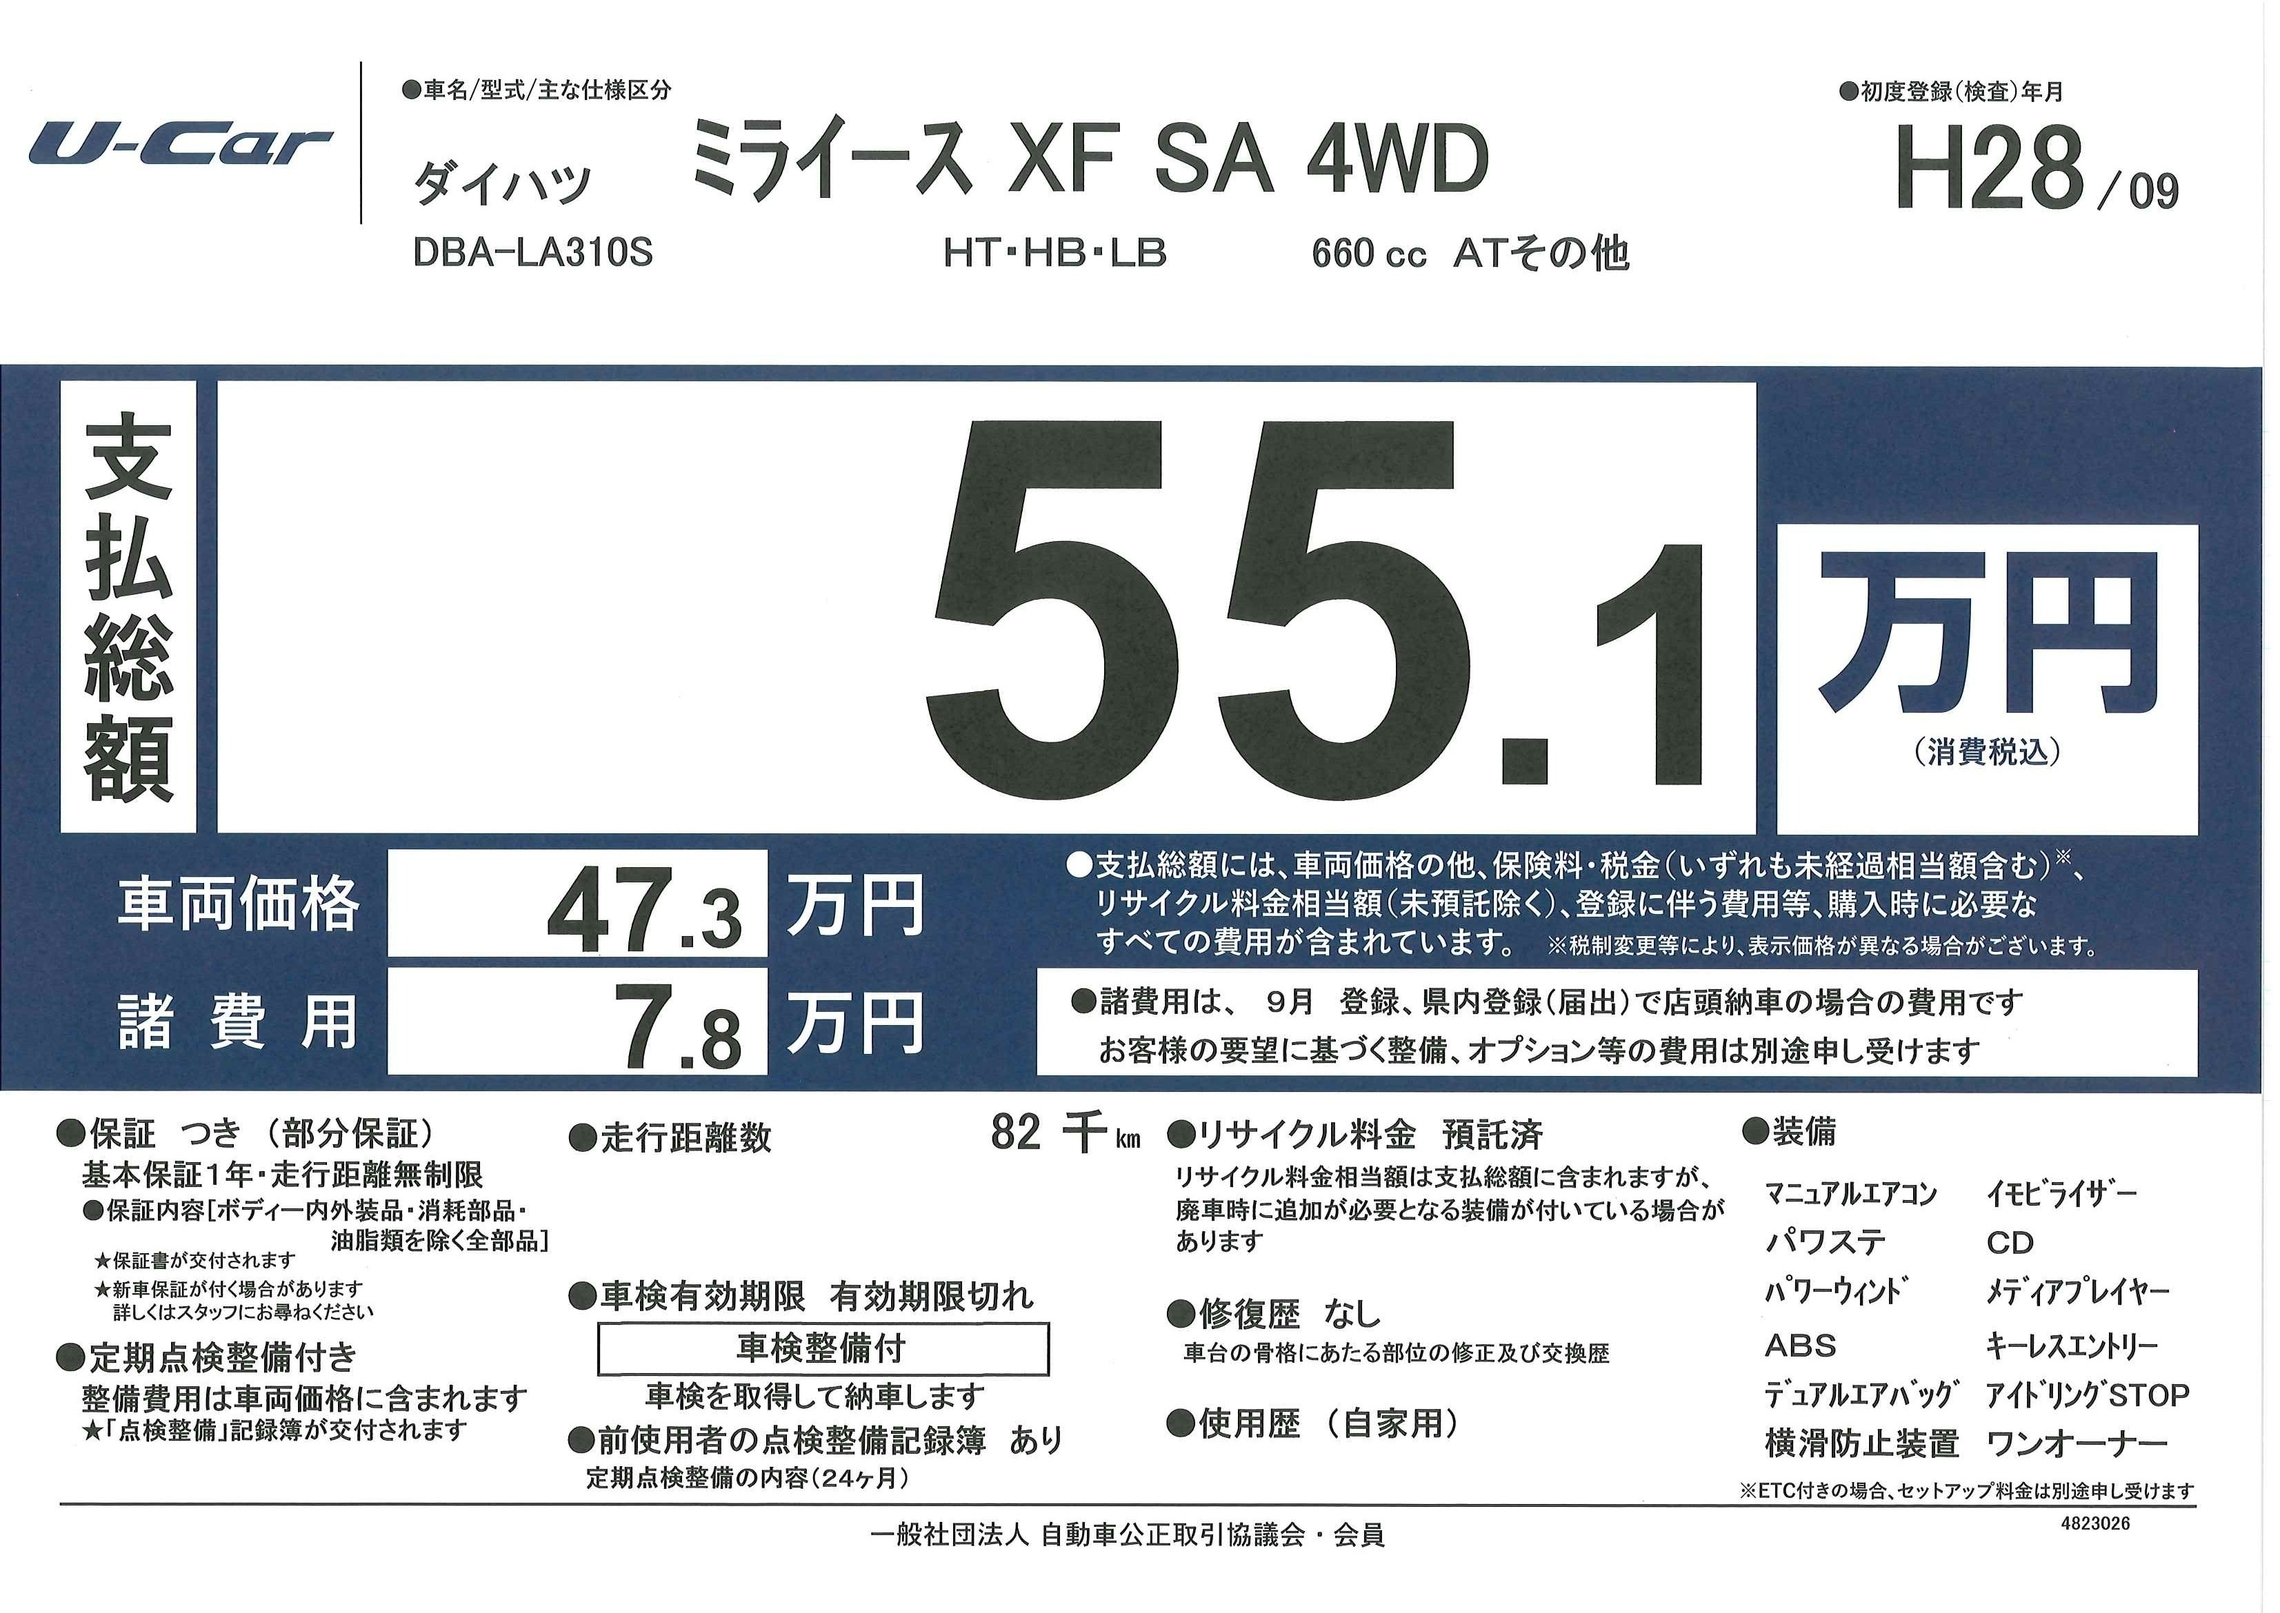 U-Car
●車名/型式/主な仕様区分
●初度登録(検査)年月
ダイハツ ミライース XF SA 4WD
H28/09
DBA-LA310S HT・HB・LB 660 cc ATその他
支払総額
55.1
万円
(消費税込)
車両価格 47.3 万円
諸費用 7.8 万円
●支払総額には、車両価格の他、保険料・税金(いずれも未経過相当額含む)※、
リサイクル料金相当額(未預託除く)、登録に伴う費用等、購入時に必要な
すべての費用が含まれています。 ※税制変更等により、表示価格が異なる場合がございます。
●諸費用は、 9月 登録、県内登録(届出)で店頭納車の場合の費用です
お客様の要望に基づく整備、オプション等の費用は別途申し受けます
●保証 つき (部分保証)
基本保証1年・走行距離無制限
●保証内容[ボディー内外装品・消耗部品・
油脂類を除く全部品]
★保証書が交付されます
★新車保証が付く場合があります
詳しくはスタッフにお尋ねください
●定期点検整備付き
整備費用は車両価格に含まれます
★「点検整備」記録簿が交付されます
●走行距離数 82 千km
●車検有効期限 有効期限切れ
車検整備付
車検を取得して納車します
●前使用者の点検整備記録簿 あり
定期点検整備の内容(24ヶ月)
●リサイクル料金 預託済
リサイクル料金相当額は支払総額に含まれますが、
廃車時に追加が必要となる装備が付いている場合が
あります
●修復歴 なし
車台の骨格にあたる部位の修正及び交換歴
●使用歴 (自家用)
●装備
マニュアルエアコン イモビライザー
パワステ CD
パワーウィンド メディアプレイヤー
ABS キーレスエントリー
デュアルエアバッグ アイドリングSTOP
横滑防止装置 ワンオーナー
※ETC付きの場合、セットアップ料金は別途申し受けます
4823026
一般社団法人 自動車公正取引協議会・会員